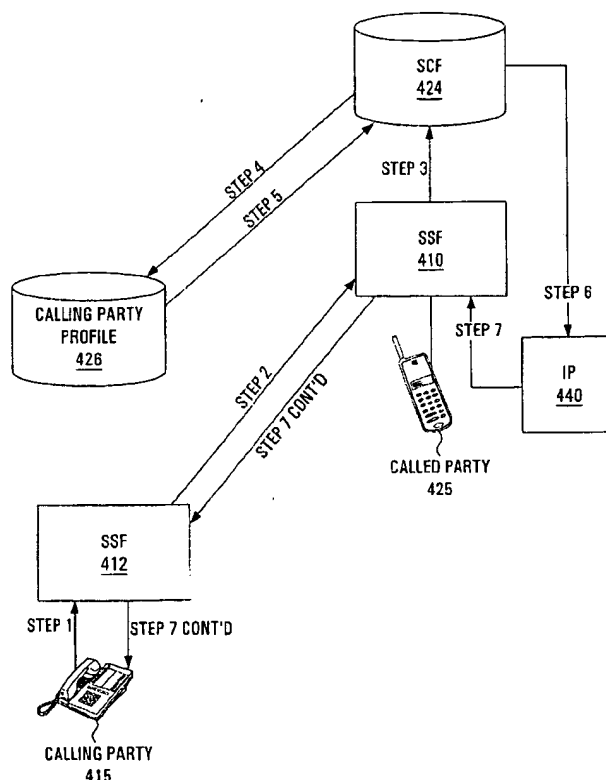 SCF
424
STEP 4
STEP 5
STEP 3
SSF
410
STEP 6
STEP 7
CALLING PARTY
PROFILE
426
IP
440
STEP 2
STEP 7 CONT'D
CALLED PARTY
425
SSF
412
STEP 1
STEP 7 CONT'D
CALLING PARTY
415